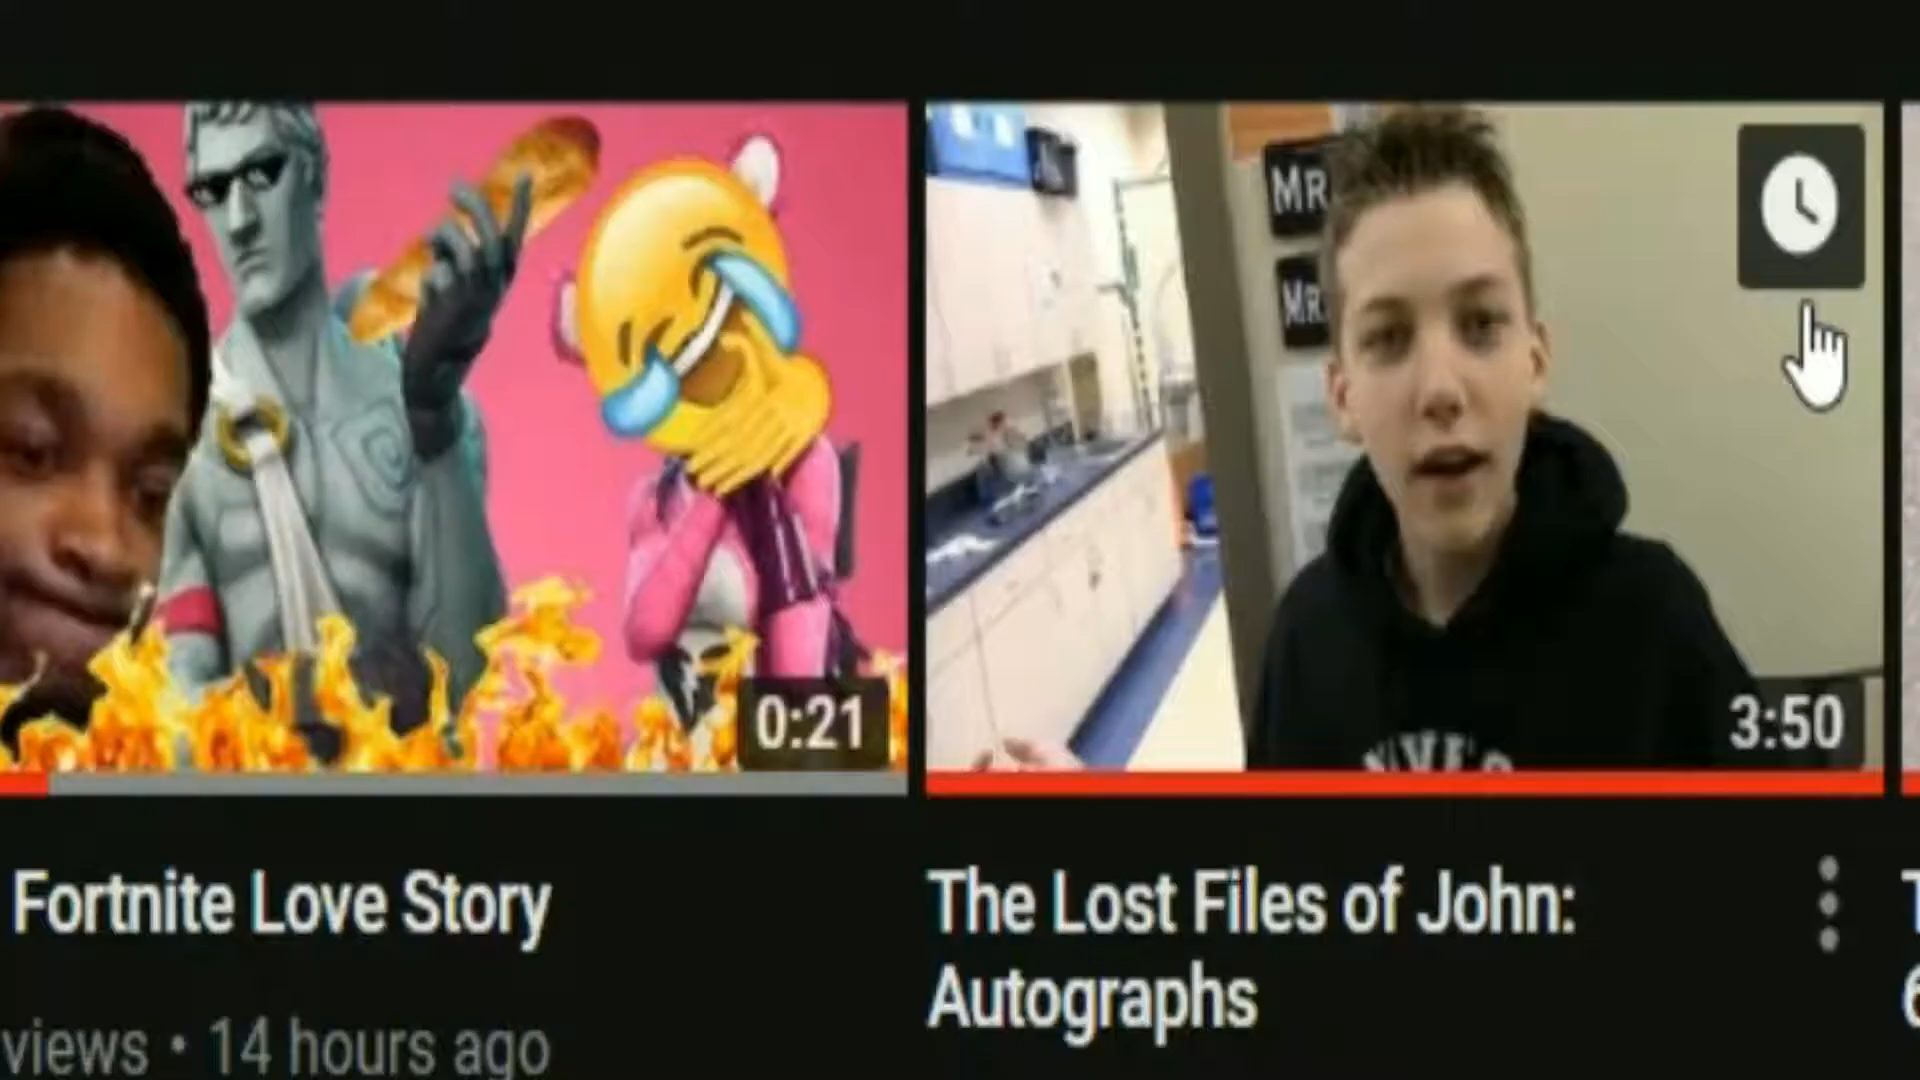 MR
MR.
0:21
3:50
Fortnite Love Story
The Lost Files of John:
Autographs
views • 14 hours ago